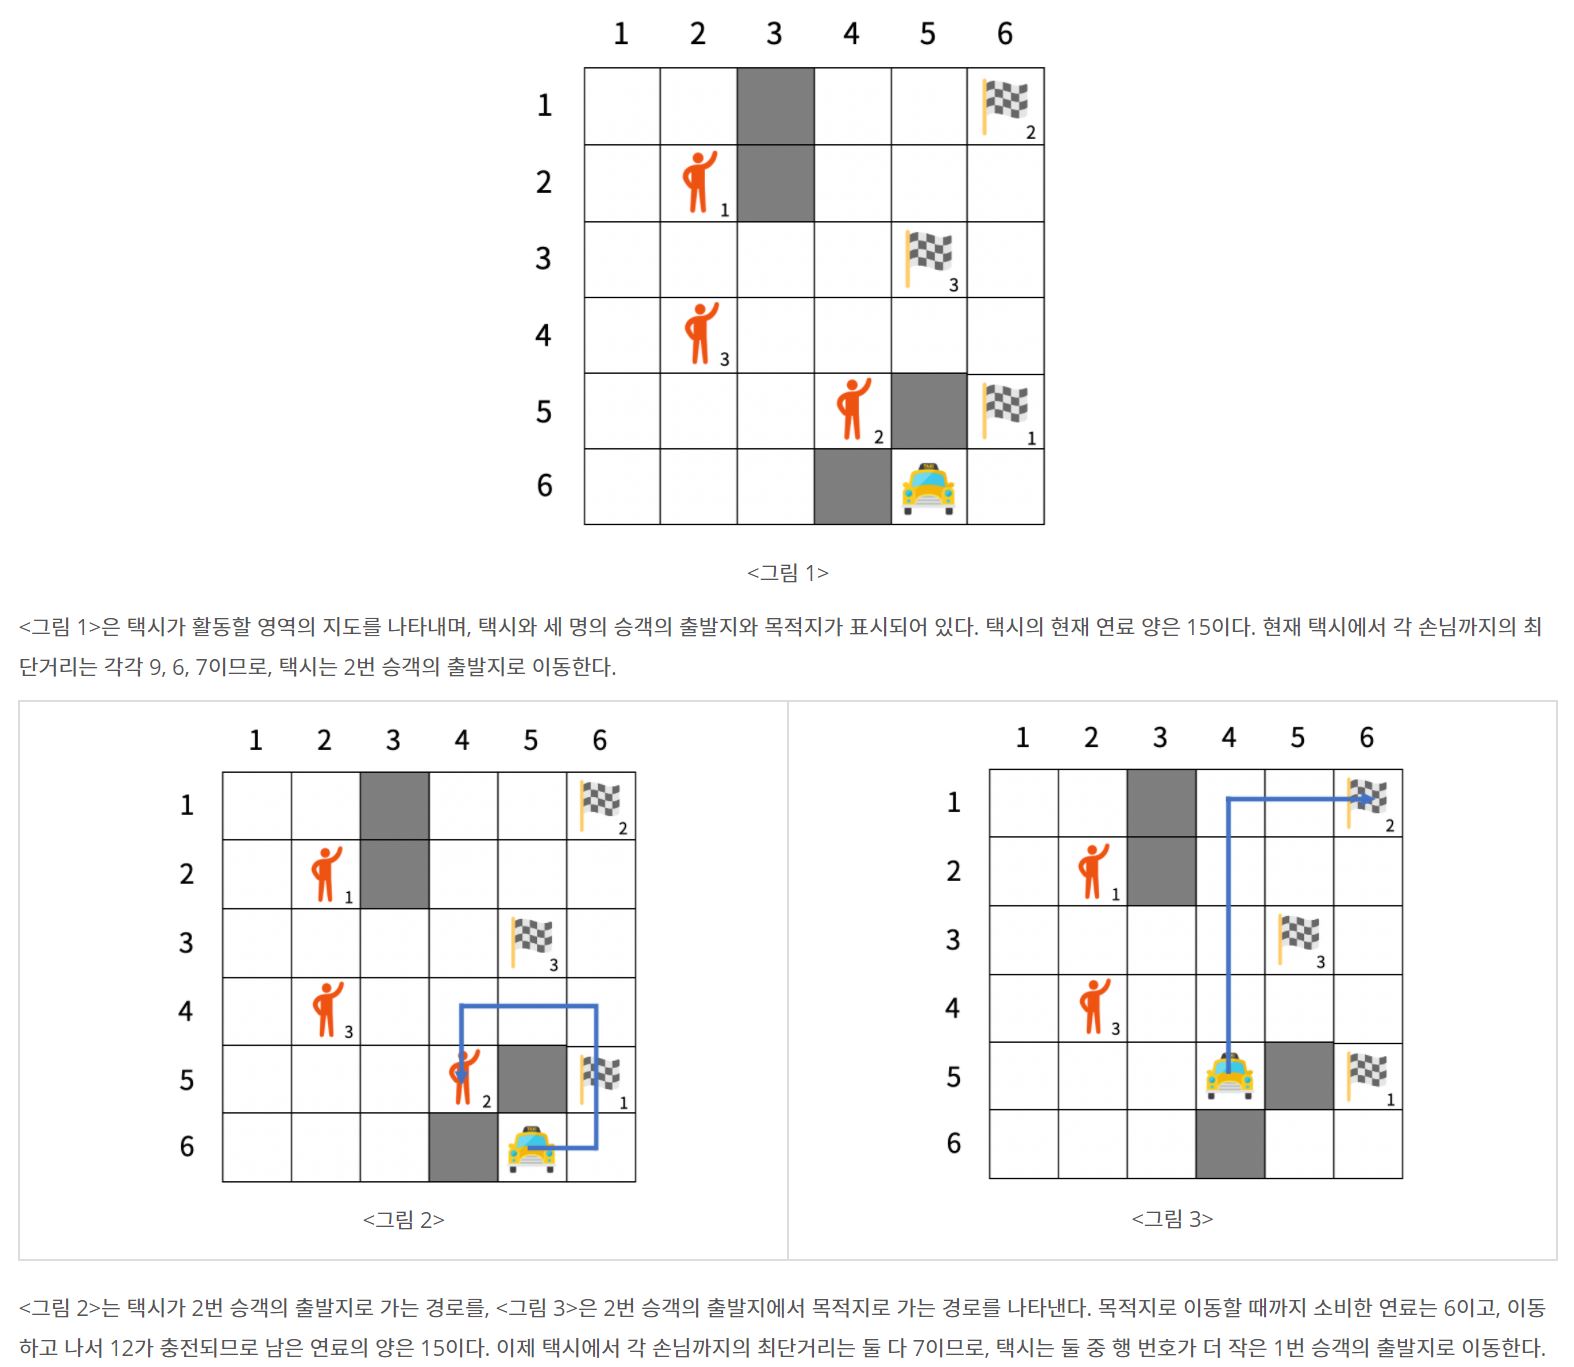 1 2 3 4 5 6
1 2
2 1
3 3
4 3
5 2 1
6
<그림 1>
<그림 1>은 택시가 활동할 영역의 지도를 나타내며, 택시와 세 명의 승객의 출발지와 목적지가 표시되어 있다. 택시의 현재 연료 양은 15이다. 현재 택시에서 각 손님까지의 최
단거리는 각각 9, 6, 7이므로, 택시는 2번 승객의 출발지로 이동한다.
1 2 3 4 5 6
1 2
2 1
3 3
4 3
5 2 1
6
<그림 2>
1 2 3 4 5 6
1 2
2 1
3 3
4 3
5 1
6
<그림 3>
<그림 2>는 택시가 2번 승객의 출발지로 가는 경로를, <그림 3>은 2번 승객의 출발지에서 목적지로 가는 경로를 나타낸다. 목적지로 이동할 때까지 소비한 연료는 6이고, 이동
하고 나서 12가 충전되므로 남은 연료의 양은 15이다. 이제 택시에서 각 손님까지의 최단거리는 둘 다 7이므로, 택시는 둘 중 행 번호가 더 작은 1번 승객의 출발지로 이동한다.